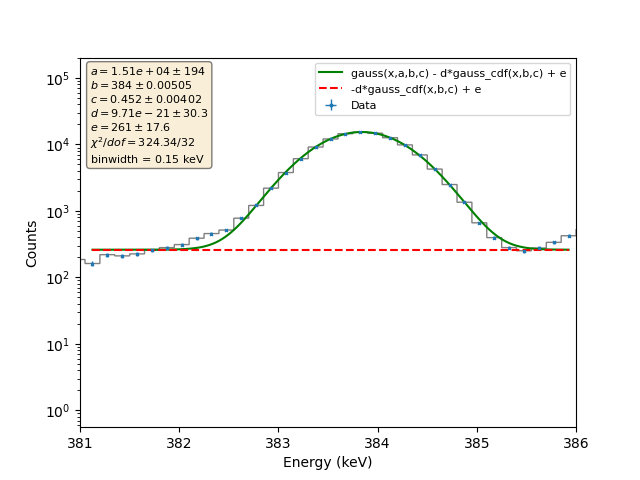 a = 1.51e + 04 ± 194
b = 384 ± 0.00505
c = 0.452 ± 0.00402
d = 9.71e − 21 ± 30.3
e = 261 ± 17.6
χ²/dof = 324.34/32
binwidth = 0.15 keV
gauss(x,a,b,c) - d*gauss_cdf(x,b,c) + e
-d*gauss_cdf(x,b,c) + e
Data
Counts
10⁵
10⁴
10³
10²
10¹
10⁰
381 382 383 384 385 386
Energy (keV)